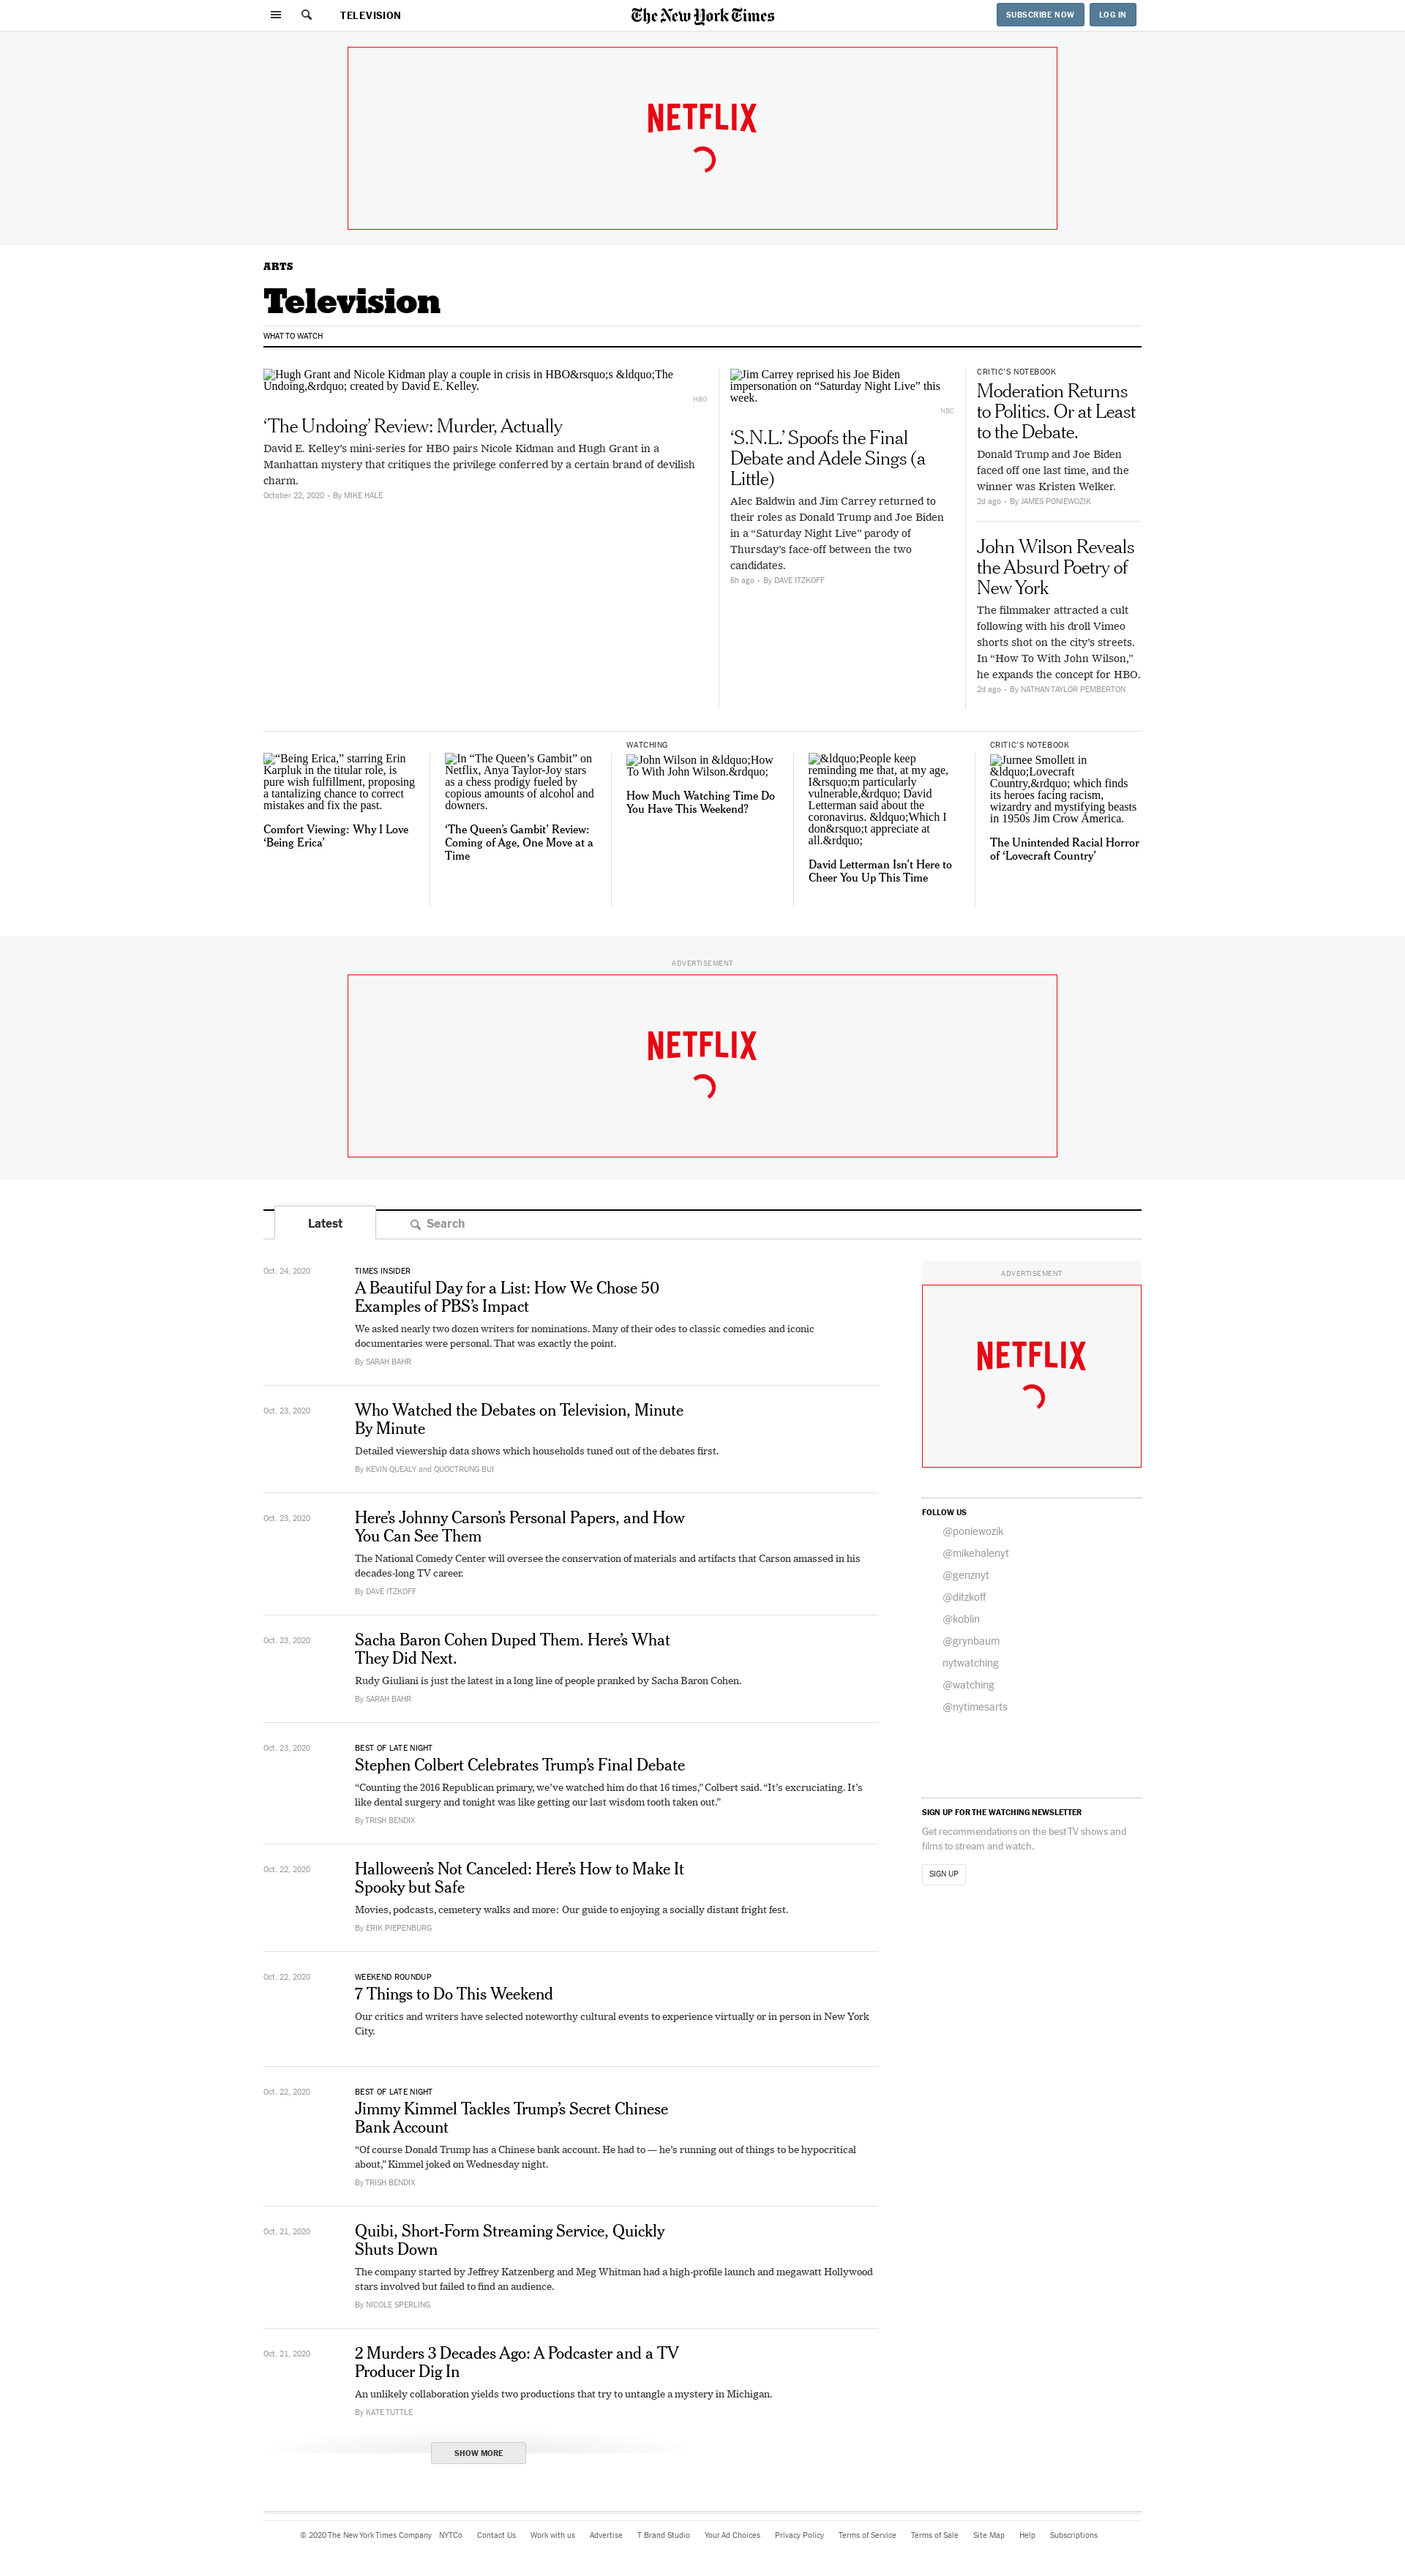 TELEVISION
The New York Times
SUBSCRIBE NOW
LOG IN
NETFLIX
ARTS
Television
WHAT TO WATCH
Hugh Grant and Nicole Kidman play a couple in crisis in HBO&rsquo;s &ldquo;The
Undoing,&rdquo; created by David E. Kelley.
HBO
‘The Undoing’ Review: Murder, Actually
David E. Kelley’s mini-series for HBO pairs Nicole Kidman and Hugh Grant in a
Manhattan mystery that critiques the privilege conferred by a certain brand of devilish
charm.
October 22, 2020 • By MIKE HALE
Jim Carrey reprised his Joe Biden
impersonation on “Saturday Night Live” this
week.
NBC
‘S.N.L.’ Spoofs the Final
Debate and Adele Sings (a
Little)
Alec Baldwin and Jim Carrey returned to
their roles as Donald Trump and Joe Biden
in a “Saturday Night Live” parody of
Thursday’s face-off between the two
candidates.
6h ago • By DAVE ITZKOFF
CRITIC’S NOTEBOOK
Moderation Returns
to Politics. Or at Least
to the Debate.
Donald Trump and Joe Biden
faced off one last time, and the
winner was Kristen Welker.
2d ago • By JAMES PONIEWOZIK
John Wilson Reveals
the Absurd Poetry of
New York
The filmmaker attracted a cult
following with his droll Vimeo
shorts shot on the city’s streets.
In “How To With John Wilson,”
he expands the concept for HBO.
2d ago • By NATHAN TAYLOR PEMBERTON
“Being Erica,” starring Erin
Karpluk in the titular role, is
pure wish fulfillment, proposing
a tantalizing chance to correct
mistakes and fix the past.
Comfort Viewing: Why I Love
‘Being Erica’
In “The Queen’s Gambit” on
Netflix, Anya Taylor-Joy stars
as a chess prodigy fueled by
copious amounts of alcohol and
downers.
‘The Queen’s Gambit’ Review:
Coming of Age, One Move at a
Time
WATCHING
John Wilson in &ldquo;How
To With John Wilson.&rdquo;
How Much Watching Time Do
You Have This Weekend?
&ldquo;People keep
reminding me that, at my age,
I&rsquo;m particularly
vulnerable,&rdquo; David
Letterman said about the
coronavirus. &ldquo;Which I
don&rsquo;t appreciate at
all.&rdquo;
David Letterman Isn’t Here to
Cheer You Up This Time
CRITIC’S NOTEBOOK
Jurnee Smollett in
&ldquo;Lovecraft
Country,&rdquo; which finds
its heroes facing racism,
wizardry and mystifying beasts
in 1950s Jim Crow America.
The Unintended Racial Horror
of ‘Lovecraft Country’
ADVERTISEMENT
NETFLIX
Latest
Search
Oct. 24, 2020
TIMES INSIDER
A Beautiful Day for a List: How We Chose 50
Examples of PBS’s Impact
We asked nearly two dozen writers for nominations. Many of their odes to classic comedies and iconic
documentaries were personal. That was exactly the point.
By SARAH BAHR
Oct. 23, 2020
Who Watched the Debates on Television, Minute
By Minute
Detailed viewership data shows which households tuned out of the debates first.
By KEVIN QUEALY and QUOCTRUNG BUI
Oct. 23, 2020
Here’s Johnny Carson’s Personal Papers, and How
You Can See Them
The National Comedy Center will oversee the conservation of materials and artifacts that Carson amassed in his
decades-long TV career.
By DAVE ITZKOFF
Oct. 23, 2020
Sacha Baron Cohen Duped Them. Here’s What
They Did Next.
Rudy Giuliani is just the latest in a long line of people pranked by Sacha Baron Cohen.
By SARAH BAHR
Oct. 23, 2020
BEST OF LATE NIGHT
Stephen Colbert Celebrates Trump’s Final Debate
“Counting the 2016 Republican primary, we’ve watched him do that 16 times,” Colbert said. “It’s excruciating. It’s
like dental surgery and tonight was like getting our last wisdom tooth taken out.”
By TRISH BENDIX
Oct. 22, 2020
Halloween’s Not Canceled: Here’s How to Make It
Spooky but Safe
Movies, podcasts, cemetery walks and more: Our guide to enjoying a socially distant fright fest.
By ERIK PIEPENBURG
Oct. 22, 2020
WEEKEND ROUNDUP
7 Things to Do This Weekend
Our critics and writers have selected noteworthy cultural events to experience virtually or in person in New York
City.
Oct. 22, 2020
BEST OF LATE NIGHT
Jimmy Kimmel Tackles Trump’s Secret Chinese
Bank Account
“Of course Donald Trump has a Chinese bank account. He had to — he’s running out of things to be hypocritical
about,” Kimmel joked on Wednesday night.
By TRISH BENDIX
Oct. 21, 2020
Quibi, Short-Form Streaming Service, Quickly
Shuts Down
The company started by Jeffrey Katzenberg and Meg Whitman had a high-profile launch and megawatt Hollywood
stars involved but failed to find an audience.
By NICOLE SPERLING
Oct. 21, 2020
2 Murders 3 Decades Ago: A Podcaster and a TV
Producer Dig In
An unlikely collaboration yields two productions that try to untangle a mystery in Michigan.
By KATE TUTTLE
SHOW MORE
ADVERTISEMENT
NETFLIX
FOLLOW US
@poniewozik
@mikehalenyt
@genznyt
@ditzkoff
@koblin
@grynbaum
nytwatching
@watching
@nytimesarts
SIGN UP FOR THE WATCHING NEWSLETTER
Get recommendations on the best TV shows and
films to stream and watch.
SIGN UP
© 2020 The New York Times Company NYTCo Contact Us Work with us Advertise T Brand Studio Your Ad Choices Privacy Policy Terms of Service Terms of Sale Site Map Help Subscriptions